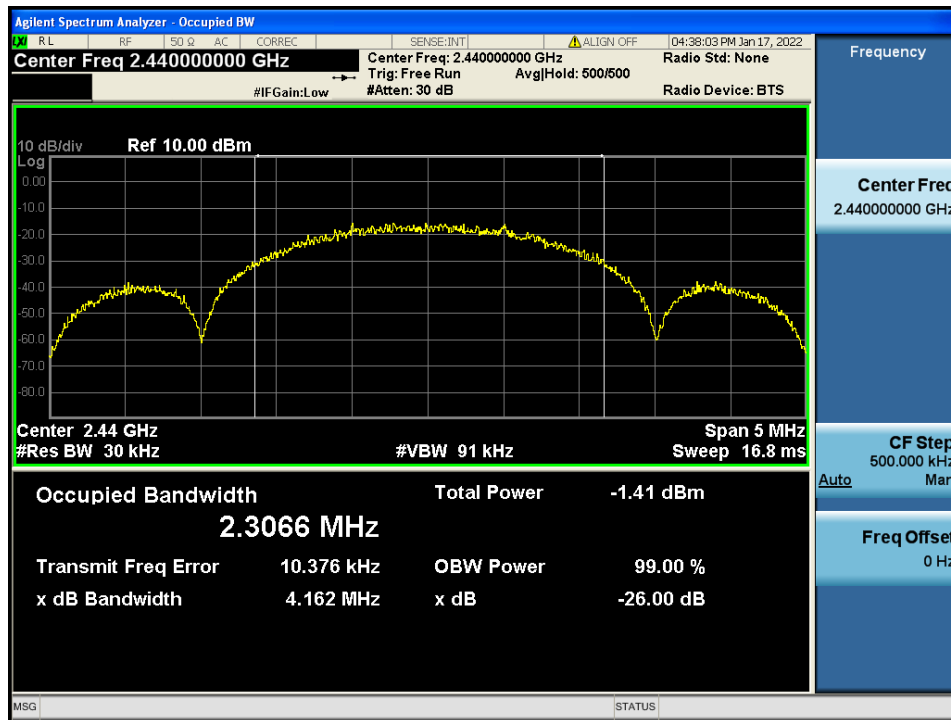 Agilent Spectrum Analyzer - Occupied BW
LXI RL RF 50 Ω AC CORREC SENSE:INT ALIGN OFF 04:38:03 PM Jan 17, 2022
Center Freq 2.440000000 GHz
Center Freq: 2.440000000 GHz
Radio Std: None
Trig: Free Run Avg|Hold: 500/500
#IFGain:Low #Atten: 30 dB Radio Device: BTS
Frequency
10 dB/div Ref 10.00 dBm
Log
0.00
-10.0
-20.0
-30.0
-40.0
-50.0
-60.0
-70.0
-80.0
Center Freq
2.440000000 GHz
Center 2.44 GHz Span 5 MHz
#Res BW 30 kHz #VBW 91 kHz Sweep 16.8 ms
CF Step
500.000 kHz
Auto Man
Occupied Bandwidth Total Power -1.41 dBm
2.3066 MHz
Transmit Freq Error 10.376 kHz OBW Power 99.00 %
x dB Bandwidth 4.162 MHz x dB -26.00 dB
Freq Offset
0 Hz
MSG STATUS